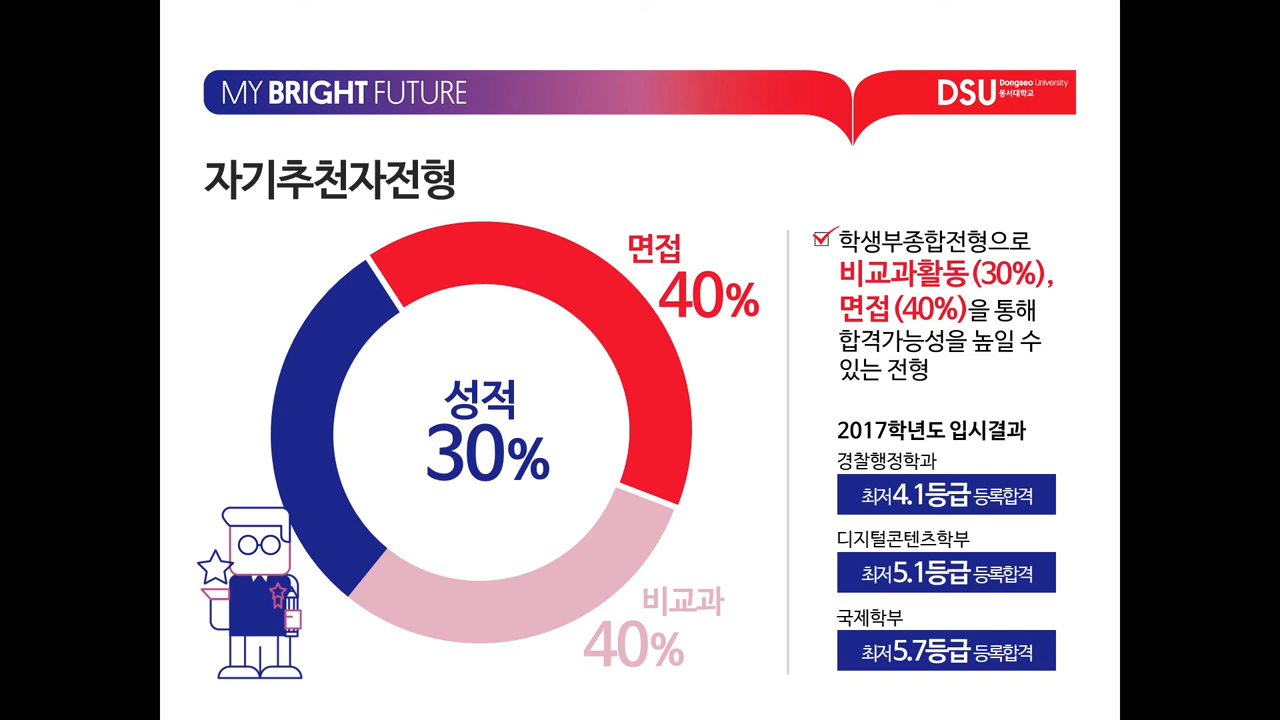 MY BRIGHT FUTURE
DSU Dongseo University
동서대학교
자기추천자전형
면접
40%
성적
30%
비교과
40%
학생부종합전형으로
비교과활동(30%),
면접(40%)을 통해
합격가능성을 높일 수
있는 전형
2017학년도 입시결과
경찰행정학과
최저4.1등급 등록합격
디지털콘텐츠학부
최저5.1등급 등록합격
국제학부
최저5.7등급 등록합격